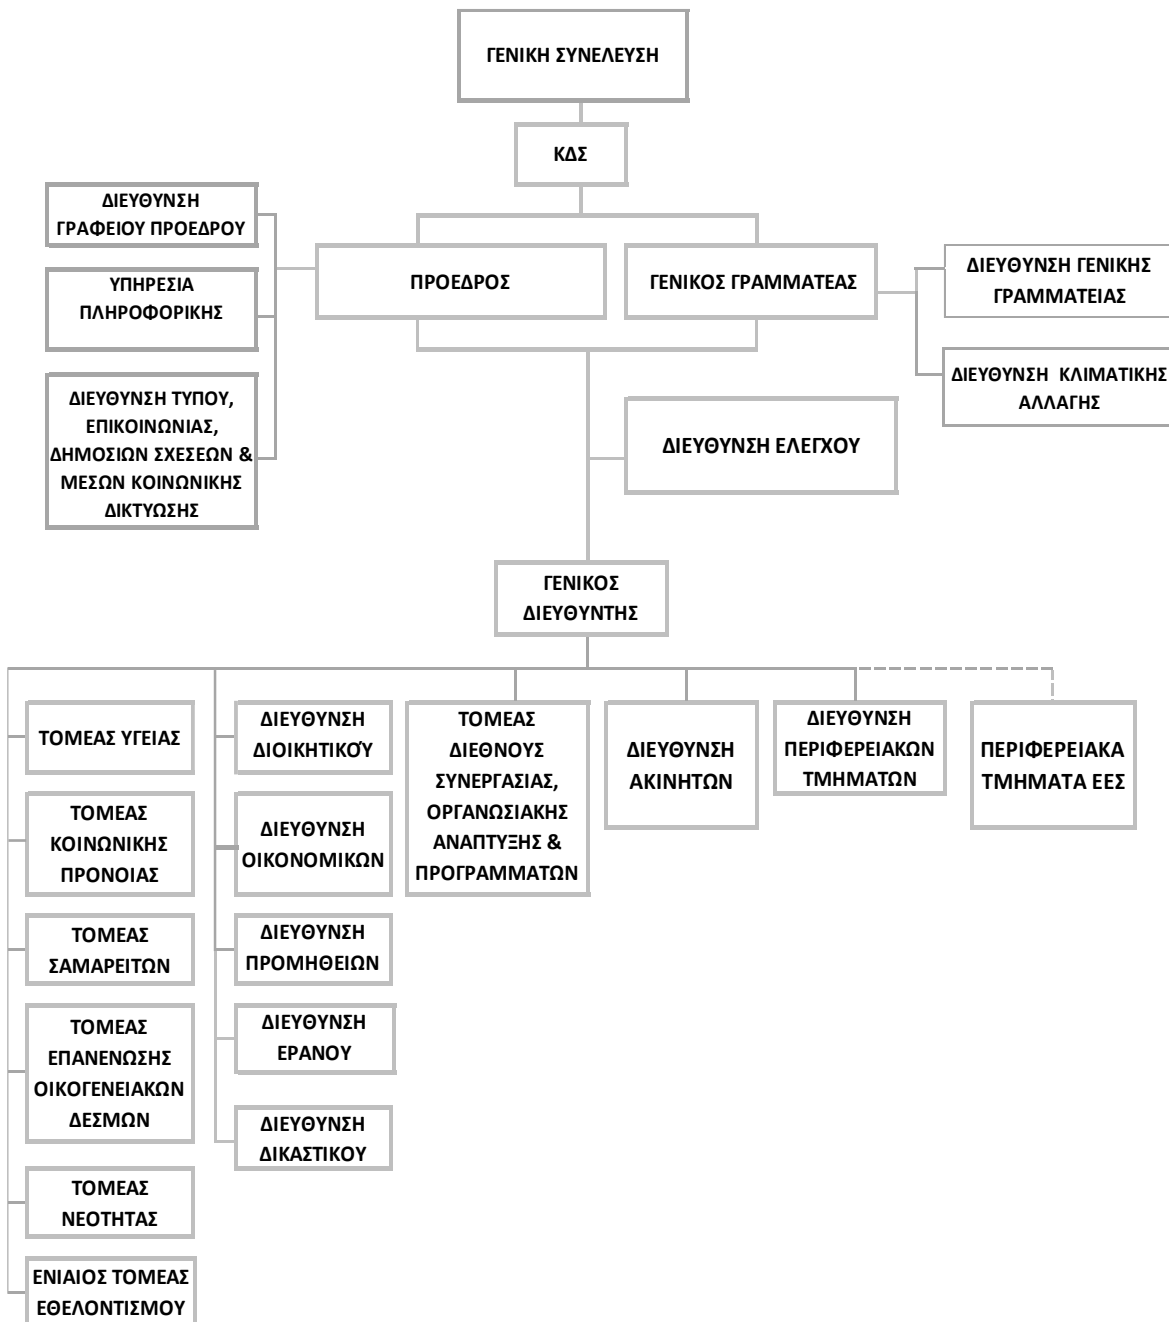 ΓΕΝΙΚΗ ΣΥΝΕΛΕΥΣΗ
ΚΔΣ
ΔΙΕΥΘΥΝΣΗ
ΓΡΑΦΕΙΟΥ ΠΡΟΕΔΡΟΥ
ΥΠΗΡΕΣΙΑ
ΠΛΗΡΟΦΟΡΙΚΗΣ
ΔΙΕΥΘΥΝΣΗ ΤΥΠΟΥ,
ΕΠΙΚΟΙΝΩΝΙΑΣ,
ΔΗΜΟΣΙΩΝ ΣΧΕΣΕΩΝ &
ΜΕΣΩΝ ΚΟΙΝΩΝΙΚΗΣ
ΔΙΚΤΥΩΣΗΣ
ΠΡΟΕΔΡΟΣ
ΓΕΝΙΚΟΣ ΓΡΑΜΜΑΤΕΑΣ
ΔΙΕΥΘΥΝΣΗ ΓΕΝΙΚΗΣ
ΓΡΑΜΜΑΤΕΙΑΣ
ΔΙΕΥΘΥΝΣΗ ΚΛΙΜΑΤΙΚΗΣ
ΑΛΛΑΓΗΣ
ΔΙΕΥΘΥΝΣΗ ΕΛΕΓΧΟΥ
ΓΕΝΙΚΟΣ
ΔΙΕΥΘΥΝΤΗΣ
ΤΟΜΕΑΣ ΥΓΕΙΑΣ
ΤΟΜΕΑΣ
ΚΟΙΝΩΝΙΚΗΣ
ΠΡΟΝΟΙΑΣ
ΤΟΜΕΑΣ
ΣΑΜΑΡΕΙΤΩΝ
ΤΟΜΕΑΣ
ΕΠΑΝΕΝΩΣΗΣ
ΟΙΚΟΓΕΝΕΙΑΚΩΝ
ΔΕΣΜΩΝ
ΤΟΜΕΑΣ
ΝΕΟΤΗΤΑΣ
ΕΝΙΑΙΟΣ ΤΟΜΕΑΣ
ΕΘΕΛΟΝΤΙΣΜΟΥ
ΔΙΕΥΘΥΝΣΗ
ΔΙΟΙΚΗΤΙΚΟΎ
ΔΙΕΥΘΥΝΣΗ
ΟΙΚΟΝΟΜΙΚΩΝ
ΔΙΕΥΘΥΝΣΗ
ΠΡΟΜΗΘΕΙΩΝ
ΔΙΕΥΘΥΝΣΗ
ΕΡΑΝΟΥ
ΔΙΕΥΘΥΝΣΗ
ΔΙΚΑΣΤΙΚΟΥ
ΤΟΜΕΑΣ
ΔΙΕΘΝΟΥΣ
ΣΥΝΕΡΓΑΣΙΑΣ,
ΟΡΓΑΝΩΣΙΑΚΗΣ
ΑΝΑΠΤΥΞΗΣ &
ΠΡΟΓΡΑΜΜΑΤΩΝ
ΔΙΕΥΘΥΝΣΗ
ΑΚΙΝΗΤΩΝ
ΔΙΕΥΘΥΝΣΗ
ΠΕΡΙΦΕΡΕΙΑΚΩΝ
ΤΜΗΜΑΤΩΝ
ΠΕΡΙΦΕΡΕΙΑΚΑ
ΤΜΗΜΑΤΑ ΕΕΣ